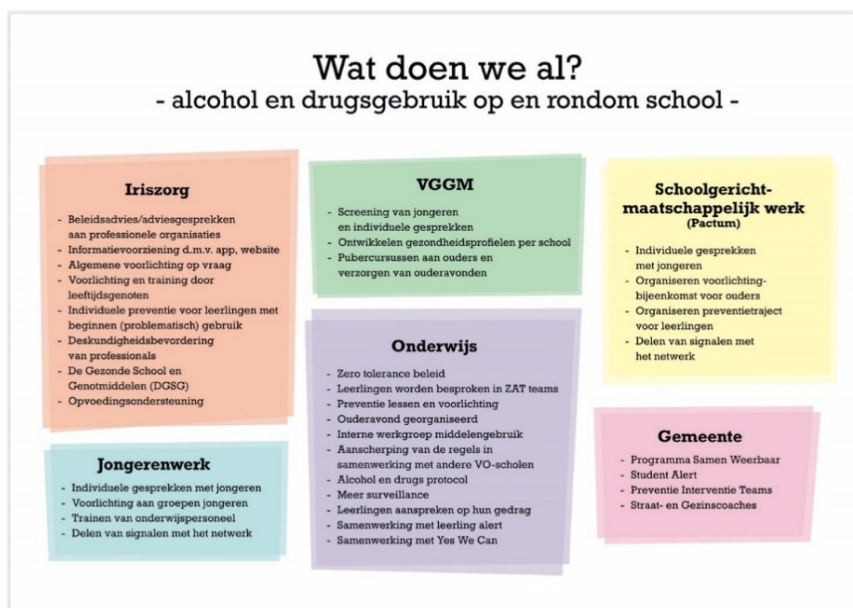 Wat doen we al?
- alcohol en drugsgebruik op en rondom school -
Iriszorg
- Beleidsadvies/adviesgesprekken
aan professionele organisaties
- Informatievoorziening d.m.v. app, website
- Algemene voorlichting op vraag
- Voorlichting en training door
leeftijdsgenoten
- Individuele preventie voor leerlingen met
beginnen (problematisch) gebruik
- Deskundigheidsbevordering
van professionals
- De Gezonde School en
Genotmiddelen (DGSG)
- Opvoedingsondersteuning
VGGM
- Screening van jongeren
en individuele gesprekken
- Ontwikkelen gezondheidsprofielen per school
- Pubercursussen aan ouders en
verzorgen van ouderavonden
Schoolgericht-
maatschappelijk werk
(Pactum)
- Individuele gesprekken
met jongeren
- Organiseren voorlichting-
bijeenkomst voor ouders
- Organiseren preventietraject
voor leerlingen
- Delen van signalen met
het netwerk
Jongerenwerk
- Individuele gesprekken met jongeren
- Voorlichting aan groepen jongeren
- Trainen van onderwijspersoneel
- Delen van signalen met het netwerk
Onderwijs
- Zero tolerance beleid
- Leerlingen worden besproken in ZAT teams
- Preventie lessen en voorlichting
- Ouderavond georganiseerd
- Interne werkgroep middelengebruik
- Aanscherping van de regels in
samenwerking met andere VO-scholen
- Alcohol en drugs protocol
- Meer surveillance
- Leerlingen aanspreken op hun gedrag
- Samenwerking met leerling alert
- Samenwerking met Yes We Can
Gemeente
- Programma Samen Weerbaar
- Student Alert
- Preventie Interventie Teams
- Straat- en Gezinscoaches